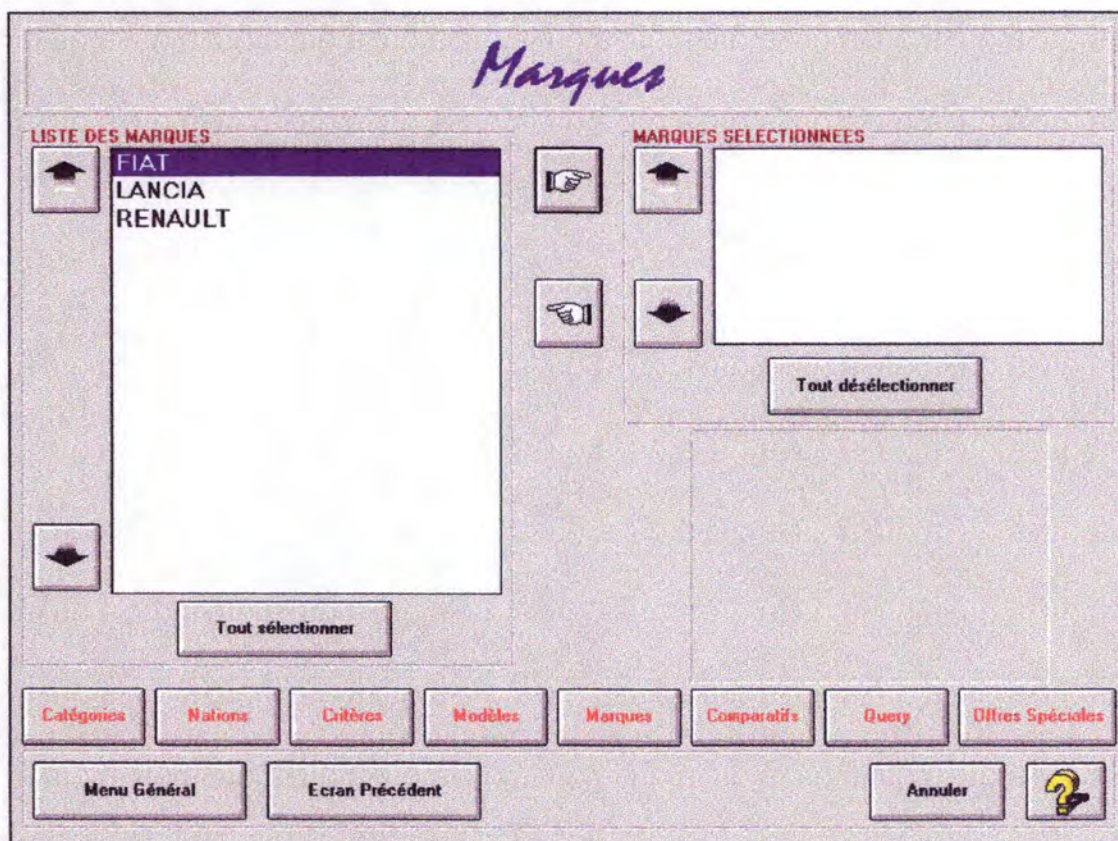 Marques
LISTE DES MARQUES
FIAT
LANCIA
RENAULT
Tout sélectionner
MARQUES SELECTIONNEES
Tout désélectionner
Catégories Nations Critères Modèles Marques Comparatifs Query Offres Spéciales
Menu Général Ecran Précédent Annuler